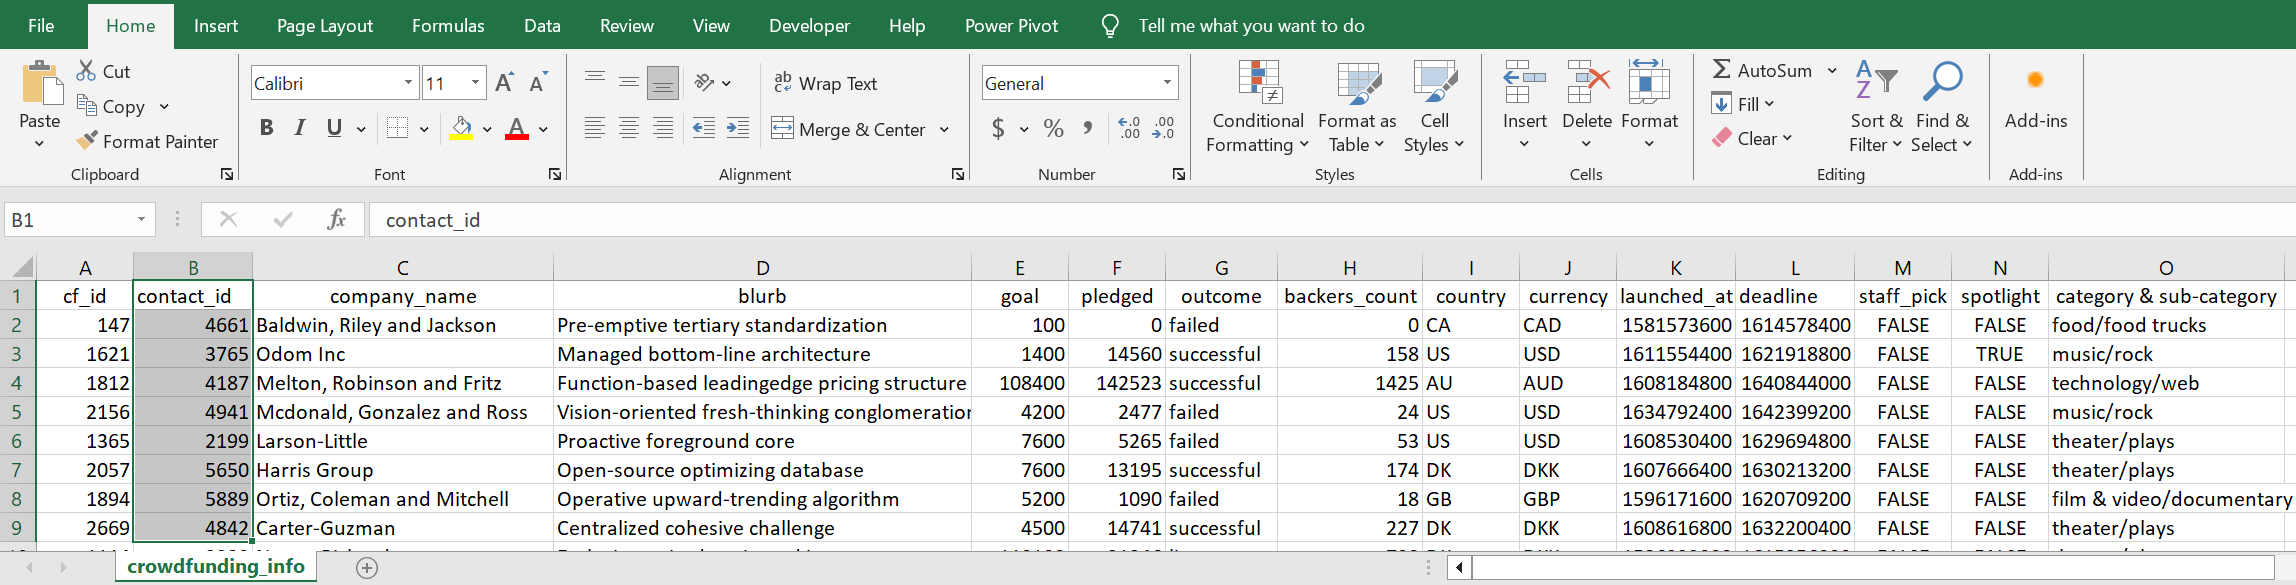 File Home Insert Page Layout Formulas Data Review View Developer Help Power Pivot Tell me what you want to do
Paste
Cut
Copy
Format Painter
Clipboard
Calibri 11 A A
B I U A
Font
ab Wrap Text
Merge & Center
Alignment
General
$ % , .0 .00 .00 .0
Number
Conditional Formatting
Format as Table
Cell Styles
Styles
Insert Delete Format
Cells
Σ AutoSum
Fill
Clear
Sort & Filter
Find & Select
Editing
Add-ins
Add-ins
B1 fx contact_id
A B C D E F G H I J K L M N O
1 cf_id contact_id company_name blurb goal pledged outcome backers_count country currency launched_at deadline staff_pick spotlight category & sub-category
2 147 4661 Baldwin, Riley and Jackson Pre-emptive tertiary standardization 100 0 failed 0 CA CAD 1581573600 1614578400 FALSE FALSE food/food trucks
3 1621 3765 Odom Inc Managed bottom-line architecture 1400 14560 successful 158 US USD 1611554400 1621918800 FALSE TRUE music/rock
4 1812 4187 Melton, Robinson and Fritz Function-based leadingedge pricing structure 108400 142523 successful 1425 AU AUD 1608184800 1640844000 FALSE FALSE technology/web
5 2156 4941 Mcdonald, Gonzalez and Ross Vision-oriented fresh-thinking conglomeration 4200 2477 failed 24 US USD 1634792400 1642399200 FALSE FALSE music/rock
6 1365 2199 Larson-Little Proactive foreground core 7600 5265 failed 53 US USD 1608530400 1629694800 FALSE FALSE theater/plays
7 2057 5650 Harris Group Open-source optimizing database 7600 13195 successful 174 DK DKK 1607666400 1630213200 FALSE FALSE theater/plays
8 1894 5889 Ortiz, Coleman and Mitchell Operative upward-trending algorithm 5200 1090 failed 18 GB GBP 1596171600 1620709200 FALSE FALSE film & video/documentary
9 2669 4842 Carter-Guzman Centralized cohesive challenge 4500 14741 successful 227 DK DKK 1608616800 1632200400 FALSE FALSE theater/plays
crowdfunding_info